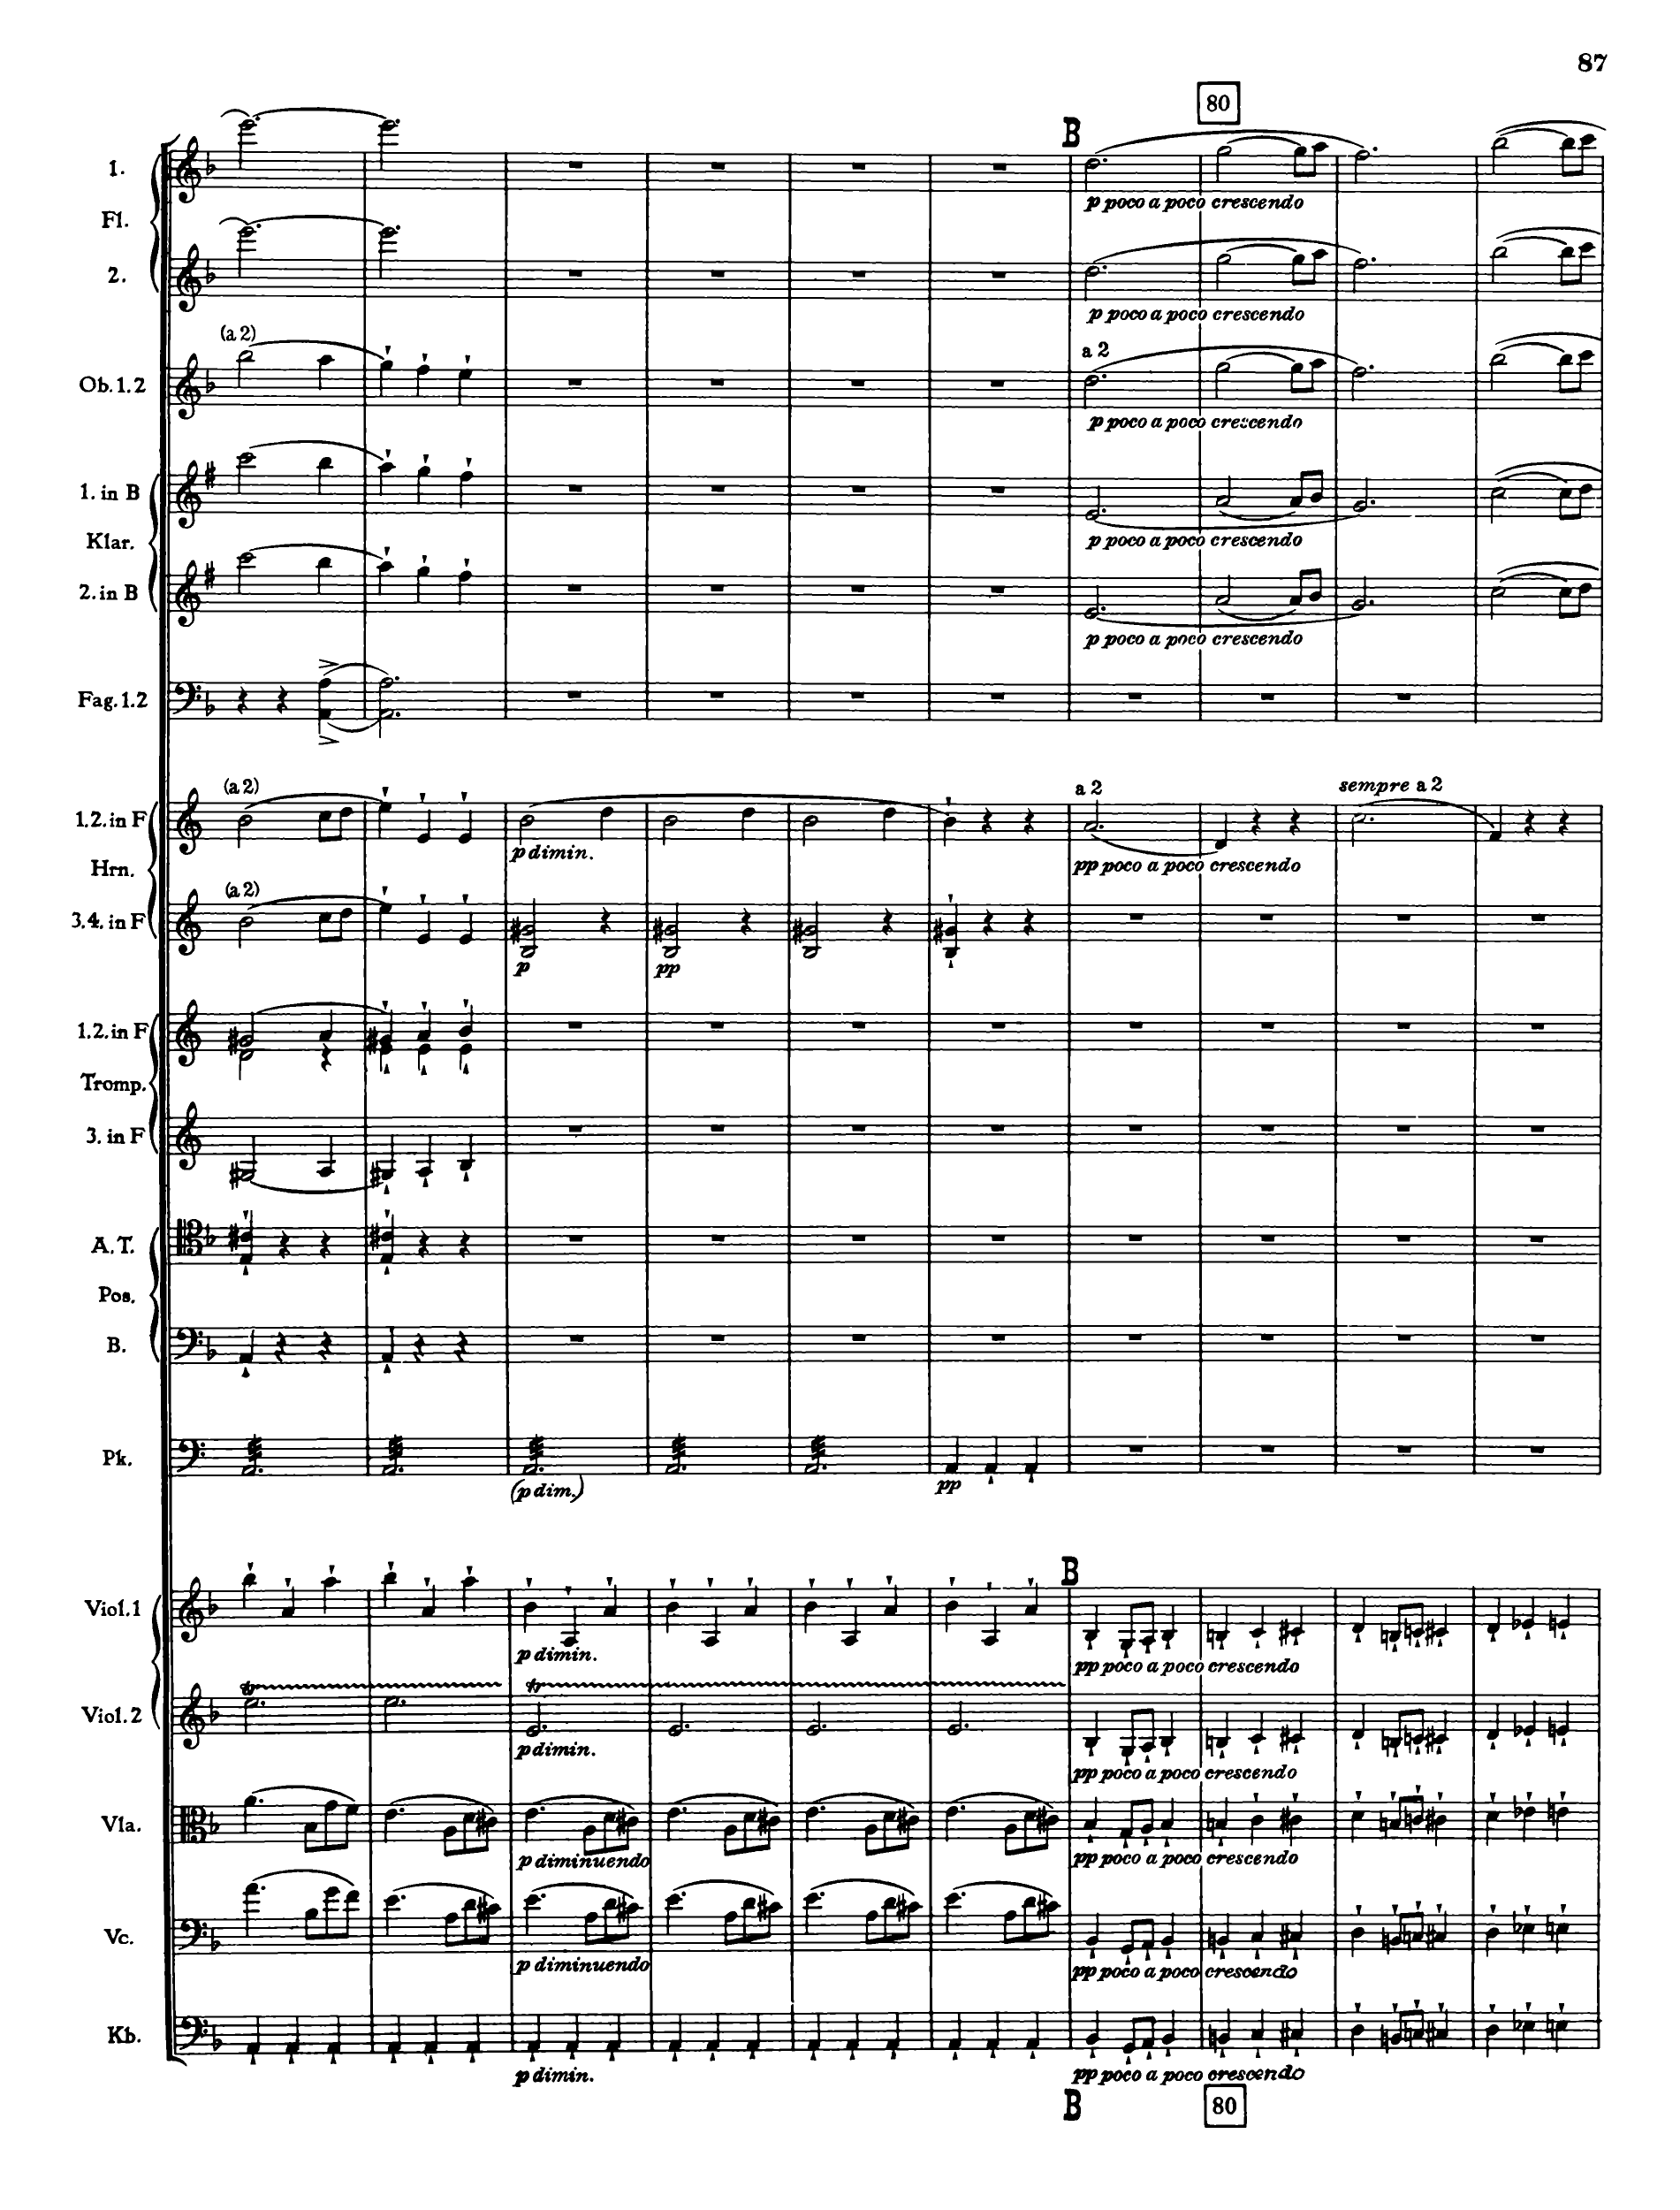 87
80
B
1.
Fl.
p poco a poco crescendo
2.
p poco a poco crescendo
(a 2)
a 2
Ob. 1. 2
p poco a poco crescendo
1. in B
Klar.
p poco a poco crescendo
2. in B
p poco a poco crescendo
Fag. 1. 2
(a 2)
a 2
sempre a 2
1. 2. in F
p dimin.
pp poco a poco crescendo
Hrn.
(a 2)
3. 4. in F
p
pp
1. 2. in F
Tromp.
3. in F
A. T.
Pos.
B.
Pk.
(p dim.)
pp
B
Viol. 1
p dimin.
pp poco a poco crescendo
tr
tr
Viol. 2
p dimin.
pp poco a poco crescendo
Vla.
p diminuendo
pp poco a poco crescendo
Vc.
p diminuendo
pp poco a poco crescendo
Kb.
p dimin.
pp poco a poco crescendo
B
80